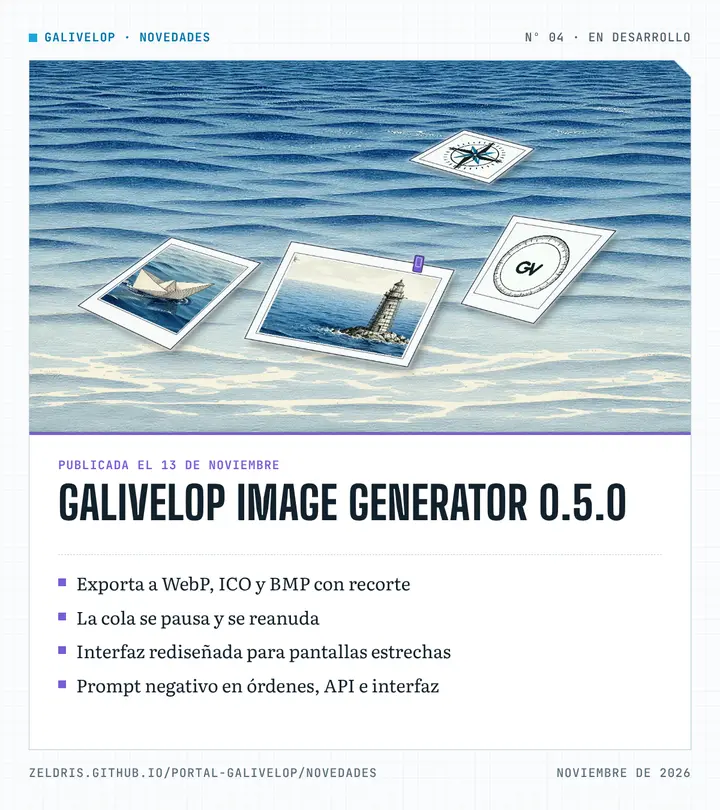 GALIVELOP · NOVEDADES
N° 04 · EN DESARROLLO
GV
PUBLICADA EL 13 DE NOVIEMBRE
GALIVELOP IMAGE GENERATOR 0.5.0
Exporta a WebP, ICO y BMP con recorte
La cola se pausa y se reanuda
Interfaz rediseñada para pantallas estrechas
Prompt negativo en órdenes, API e interfaz
ZELDRIS.GITHUB.IO/PORTAL-GALIVELOP/NOVEDADES
NOVIEMBRE DE 2026